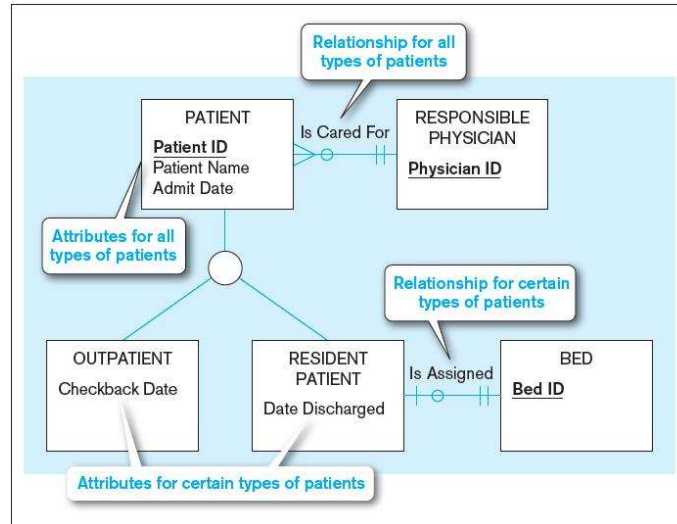 Relationship for all
types of patients
PATIENT
Patient ID
Patient Name
Admit Date
Is Cared For
RESPONSIBLE
PHYSICIAN
Physician ID
Attributes for all
types of patients
Relationship for certain
types of patients
OUTPATIENT
Checkback Date
RESIDENT
PATIENT
Date Discharged
Is Assigned
BED
Bed ID
Attributes for certain types of patients